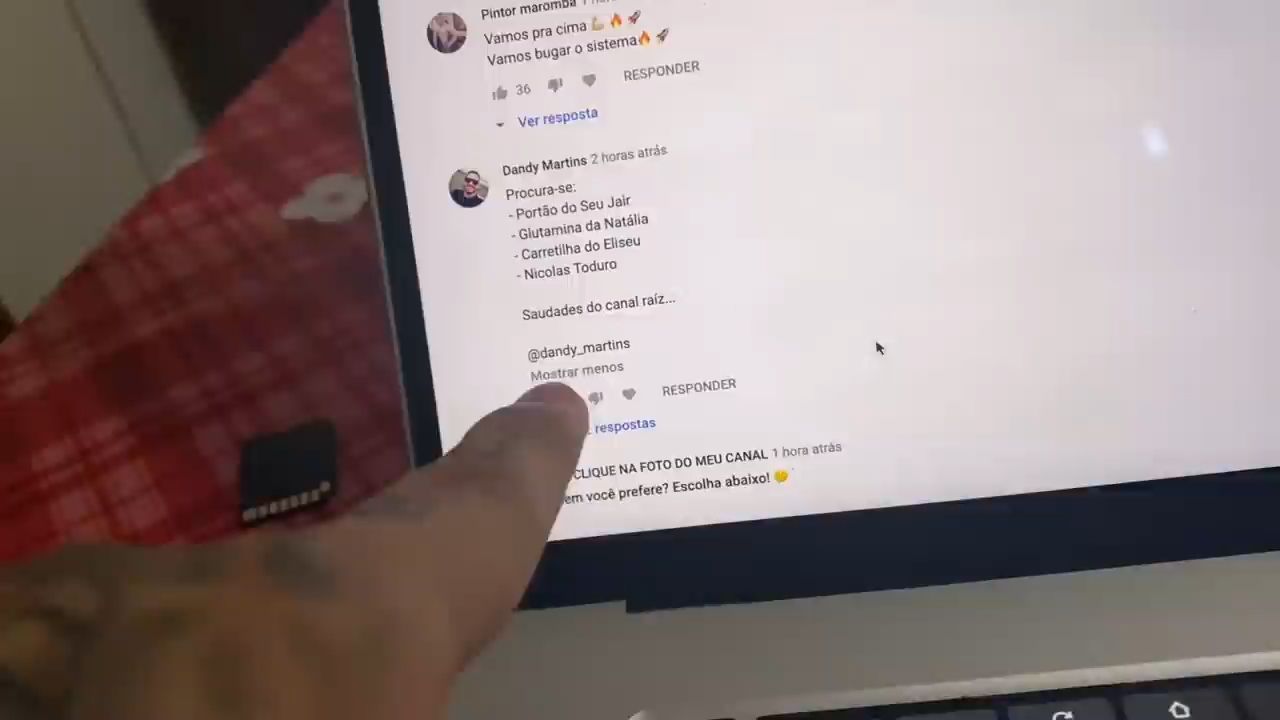 Pintor maromba 1
Vamos pra cima 💪🔥🚀
Vamos bugar o sistema🔥🚀
36 RESPONDER
Ver resposta
Dandy Martins 2 horas atrás
Procura-se:
- Portão do Seu Jair
- Glutamina da Natália
- Carretilha do Eliseu
- Nicolas Toduro
Saudades do canal raíz...
@dandy_martins
Mostrar menos
RESPONDER
respostas
CLIQUE NA FOTO DO MEU CANAL 1 hora atrás
em você prefere? Escolha abaixo! 🤔